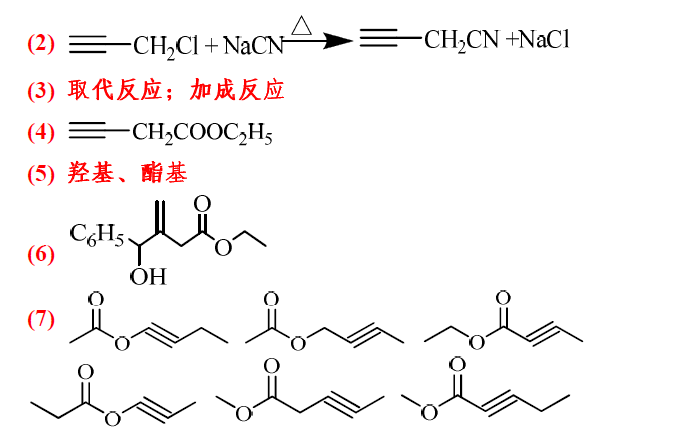 (2) ≡—CH₂Cl + NaCN △ → ≡—CH₂CN +NaCl
(3) 取代反应；加成反应
(4) ≡—CH₂COOC₂H₅
(5) 羟基、酯基
(6) C₆H₅ OH O O
(7) O O O O O O
O O O O O O